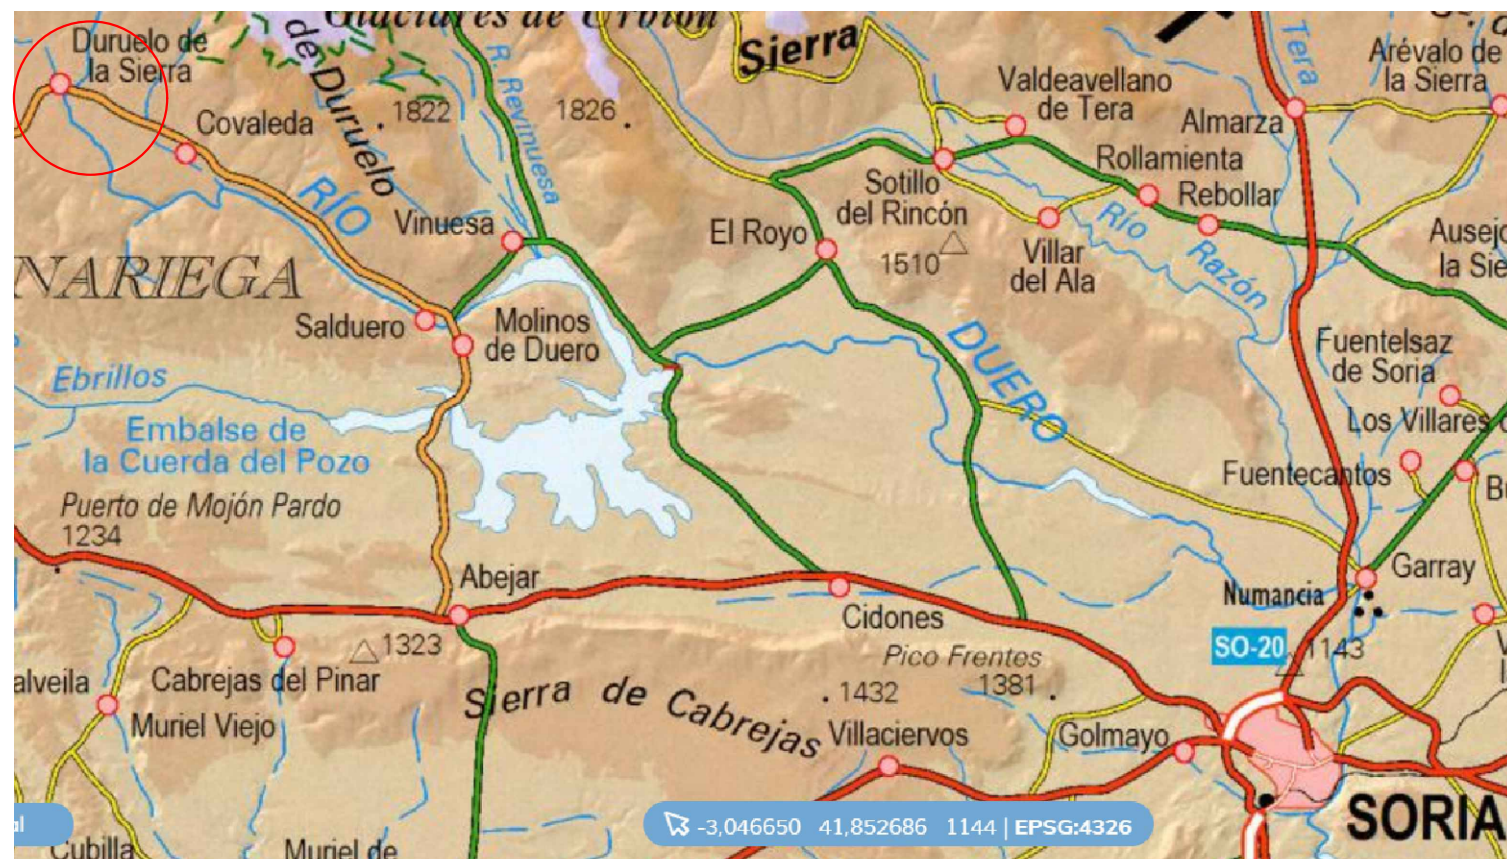 Glaciares de Urbión
Duruelo de
la Sierra
de Duruelo
R. Revinuesa
Sierra
Tera
Arévalo de
la Sierra
Valdeavellano
de Tera
Almarza
1822
1826
Covaleda
Rollamienta
Rebollar
Sotillo
del Rincón
RÍO
Vinuesa
El Royo
1510
Villar
del Ala
Río
Razón
Ausejo
la Sie
NARIEGA
Salduero
Molinos
de Duero
DUERO
Fuentelsaz
de Soria
Ebrillos
Embalse de
la Cuerda del Pozo
Los Villares
Fuentecantos
Puerto de Mojón Pardo
1234
Abejar
Garray
Numancia
Cidones
SO-20
1143
1323
Pico Frentes
1381
1432
alveila
Cabrejas del Pinar
Sierra de Cabrejas
Muriel Viejo
Villaciervos
Golmayo
SORIA
al
-3,046650 41,852686 1144 | EPSG:4326
Cubilla
Muriel de